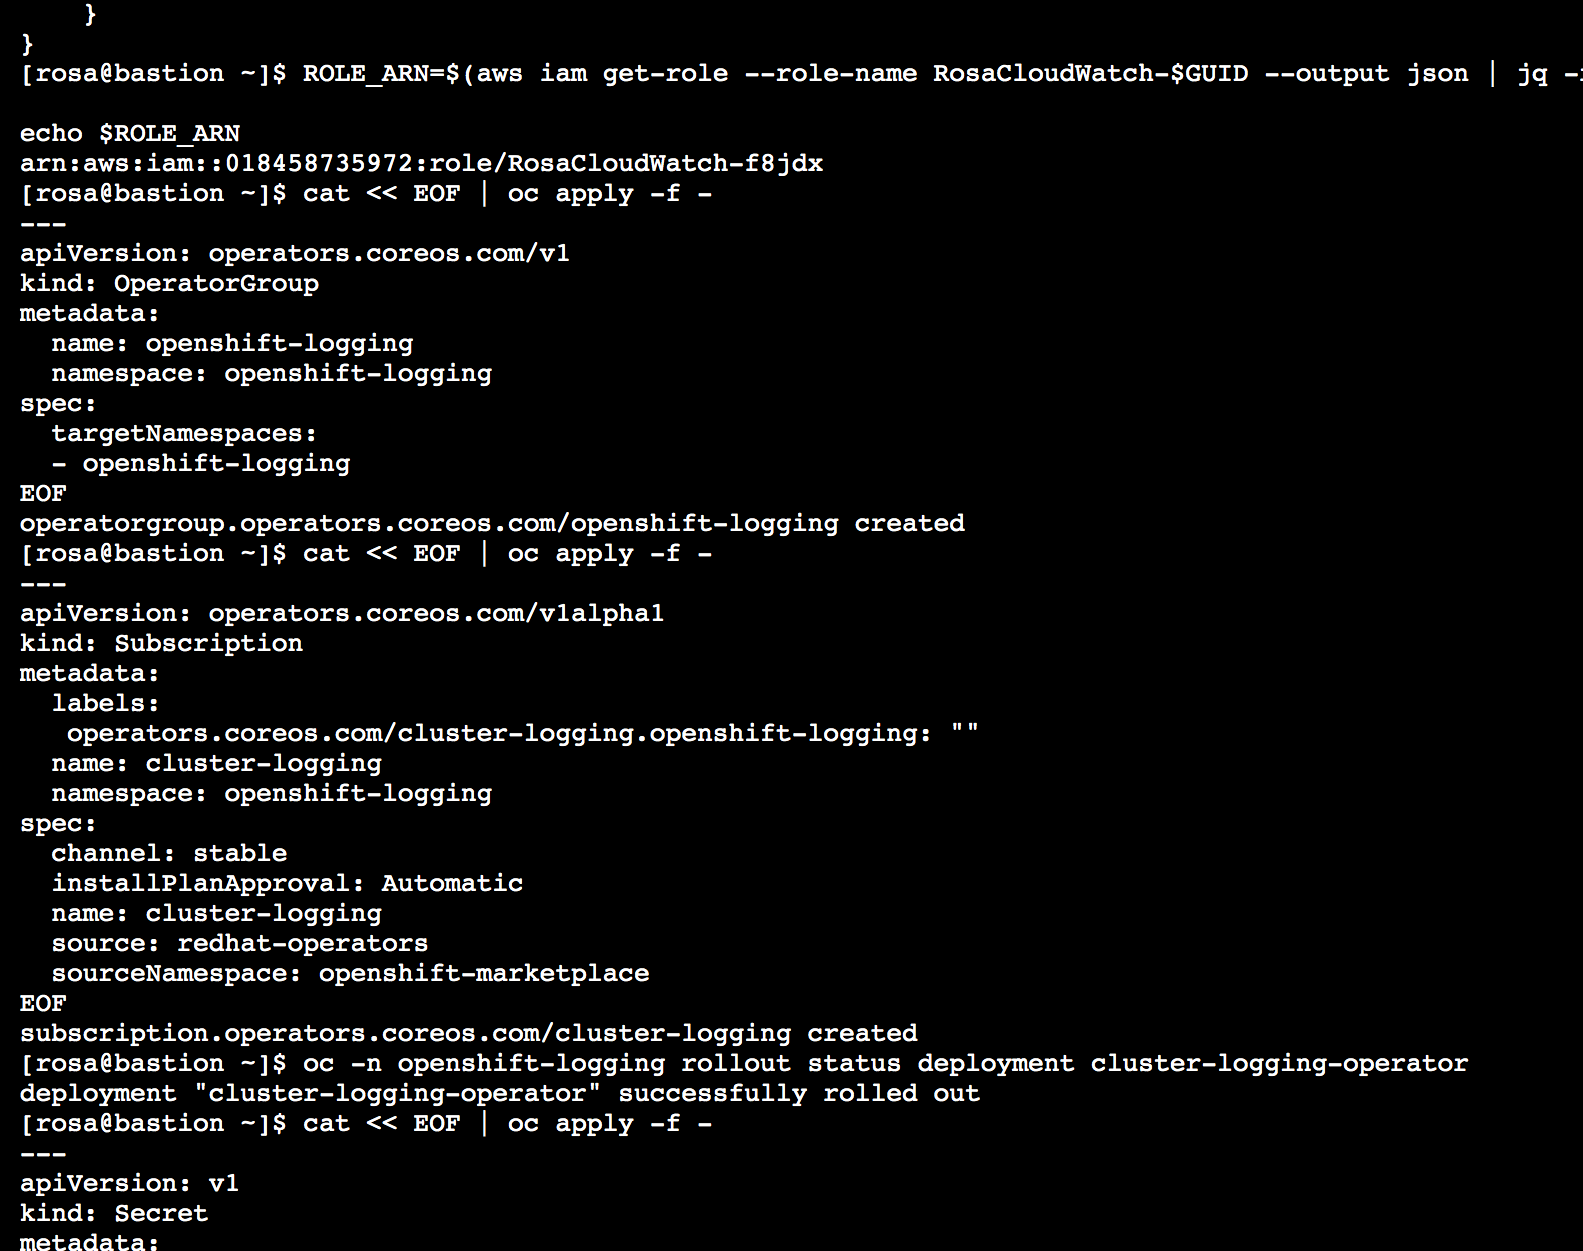 }
}
[rosa@bastion ~]$ ROLE_ARN=$(aws iam get-role --role-name RosaCloudWatch-$GUID --output json | jq -r

echo $ROLE_ARN
arn:aws:iam::018458735972:role/RosaCloudWatch-f8jdx
[rosa@bastion ~]$ cat << EOF | oc apply -f -
---
apiVersion: operators.coreos.com/v1
kind: OperatorGroup
metadata:
  name: openshift-logging
  namespace: openshift-logging
spec:
  targetNamespaces:
  - openshift-logging
EOF
operatorgroup.operators.coreos.com/openshift-logging created
[rosa@bastion ~]$ cat << EOF | oc apply -f -
---
apiVersion: operators.coreos.com/v1alpha1
kind: Subscription
metadata:
  labels:
   operators.coreos.com/cluster-logging.openshift-logging: ""
  name: cluster-logging
  namespace: openshift-logging
spec:
  channel: stable
  installPlanApproval: Automatic
  name: cluster-logging
  source: redhat-operators
  sourceNamespace: openshift-marketplace
EOF
subscription.operators.coreos.com/cluster-logging created
[rosa@bastion ~]$ oc -n openshift-logging rollout status deployment cluster-logging-operator
deployment "cluster-logging-operator" successfully rolled out
[rosa@bastion ~]$ cat << EOF | oc apply -f -
---
apiVersion: v1
kind: Secret
metadata: